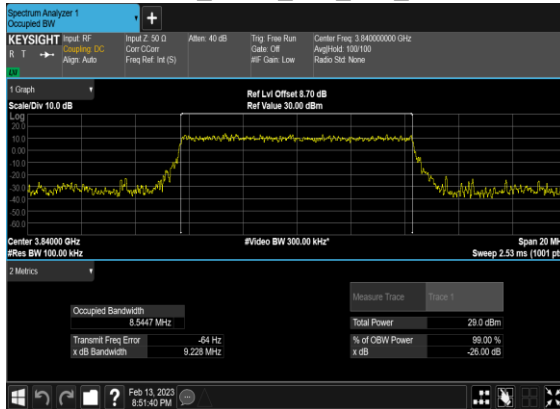 Spectrum Analyzer 1
Occupied BW
KEYSIGHT
R T
LV
Input: RF
Coupling: DC
Align: Auto
Input Z: 50 Ω
Corr CCorr
Freq Ref: Int (S)
Atten: 40 dB
Trig: Free Run
Gate: Off
#IF Gain: Low
Center Freq: 3.840000000 GHz
Avg|Hold: 100/100
Radio Std: None
1 Graph
Scale/Div 10.0 dB
Ref Lvl Offset 8.70 dB
Ref Value 30.00 dBm
Log
20.0
10.0
0.00
-10.0
-20.0
-30.0
-40.0
-50.0
-60.0
Center 3.84000 GHz
#Video BW 300.00 kHz*
Span 20 MH
#Res BW 100.00 kHz
Sweep 2.53 ms (1001 pt
2 Metrics
Measure Trace
Trace 1
Occupied Bandwidth
8.5447 MHz
Total Power
29.0 dBm
Transmit Freq Error
-64 Hz
% of OBW Power
99.00 %
x dB Bandwidth
9.228 MHz
x dB
-26.00 dB
?
Feb 13, 2023
8:51:40 PM